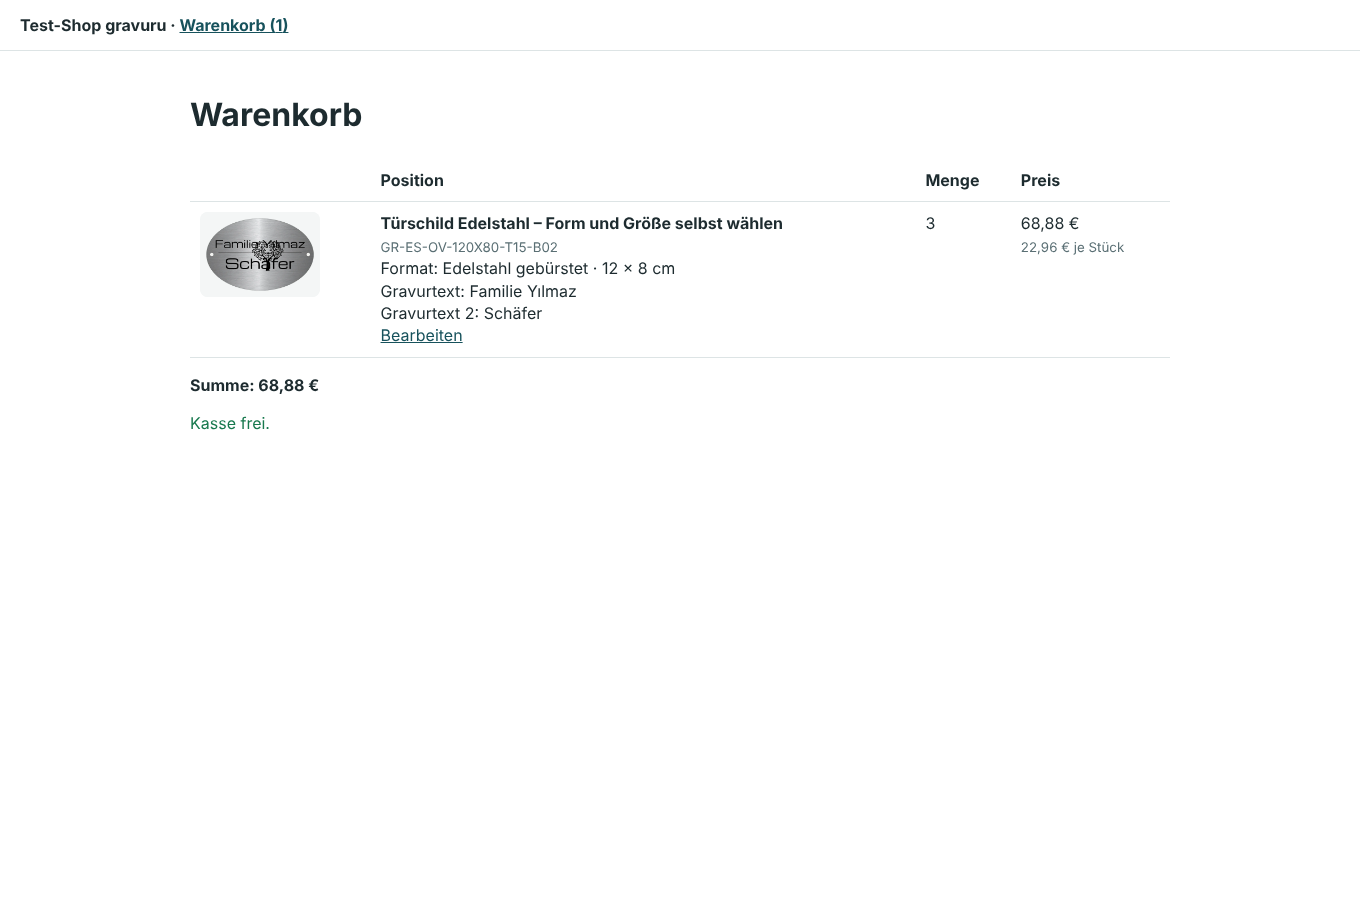 Test-Shop gravuru · Warenkorb (1)
Warenkorb
Position Menge Preis
Familie Yılmaz
Schäfer
Türschild Edelstahl – Form und Größe selbst wählen 3 68,88 €
GR-ES-OV-120X80-T15-B02 22,96 € je Stück
Format: Edelstahl gebürstet · 12 × 8 cm
Gravurtext: Familie Yılmaz
Gravurtext 2: Schäfer
Bearbeiten
Summe: 68,88 €
Kasse frei.